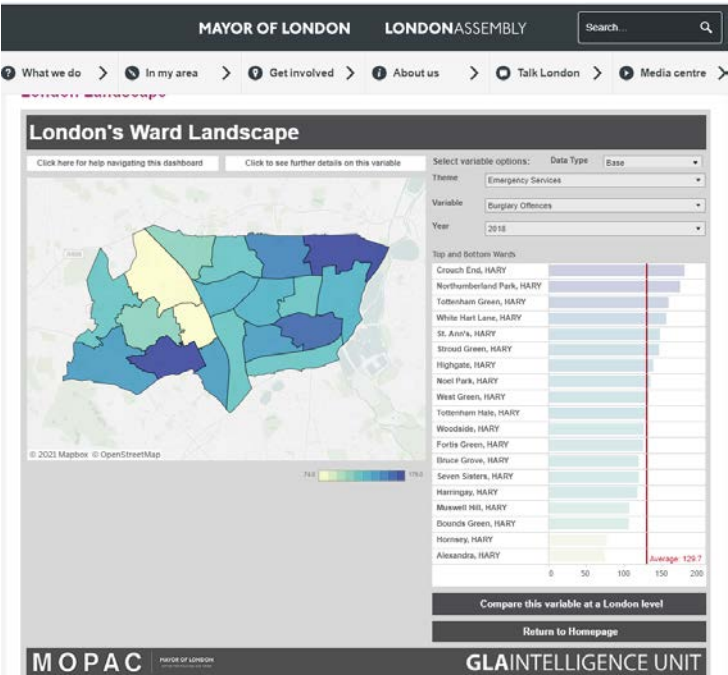 MAYOR OF LONDON LONDONASSEMBLY Search...
What we do In my area Get involved About us Talk London Media centre
London Landscape
London's Ward Landscape
Click here for help navigating this dashboard Click to see further details on this variable
Select variable options: Data Type Base
Theme Emergency Services
Variable Burglary Offences
Year 2018
Top and Bottom Wards
Crouch End, HARY
Northumberland Park, HARY
Tottenham Green, HARY
White Hart Lane, HARY
St. Ann's, HARY
Stroud Green, HARY
Highgate, HARY
Noel Park, HARY
West Green, HARY
Tottenham Hale, HARY
Woodside, HARY
Fortis Green, HARY
Bruce Grove, HARY
Seven Sisters, HARY
Harringay, HARY
Muswell Hill, HARY
Bounds Green, HARY
Hornsey, HARY
Alexandra, HARY
Average: 129.7
0 50 100 150 200
© 2021 Mapbox © OpenStreetMap
Compare this variable at a London level
Return to Homepage
MOPAC MAYOR OF LONDON
GLAINTELLIGENCE UNIT